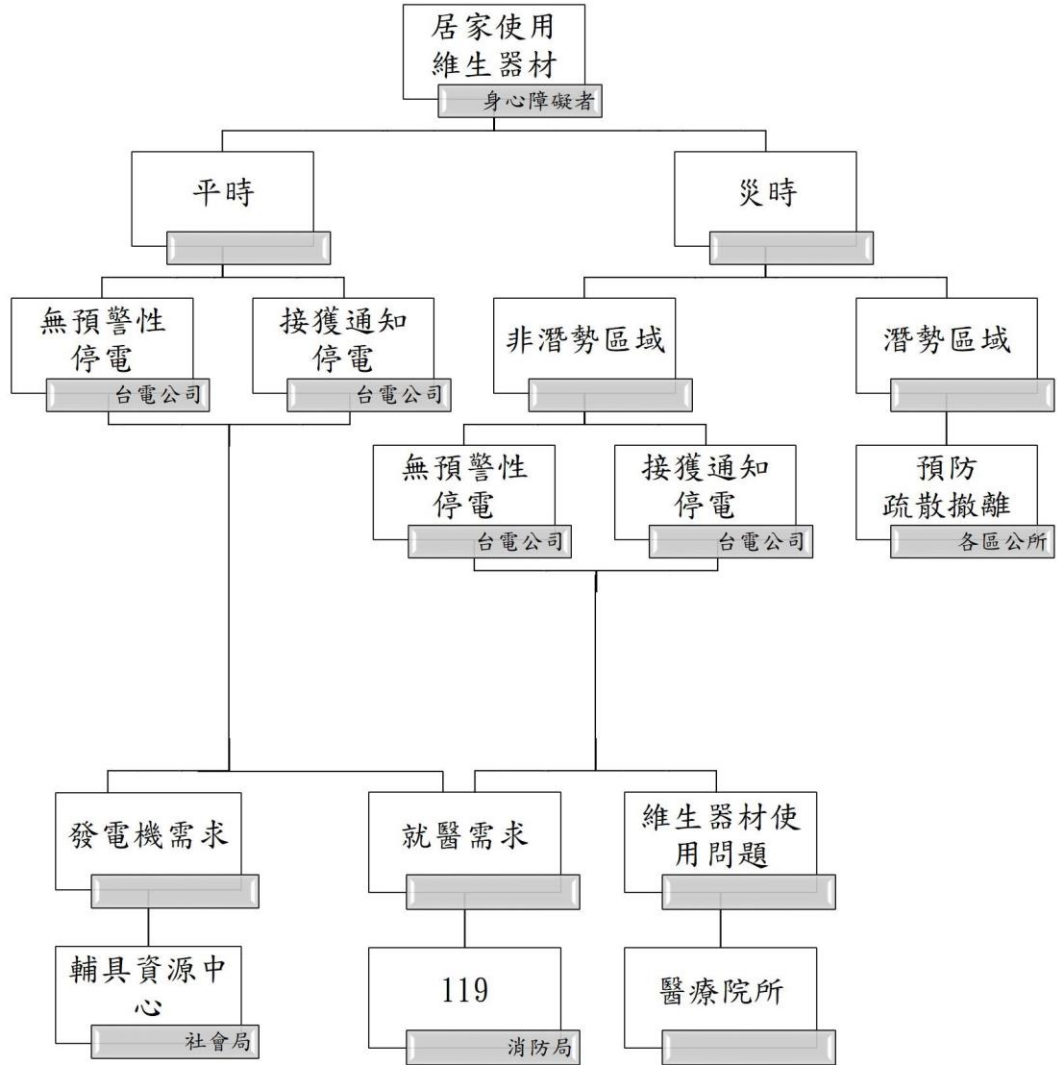 居家使用
維生器材
身心障礙者
平時
災時
無預警性
停電
台電公司
接獲通知
停電
台電公司
非潛勢區域
潛勢區域
無預警性
停電
台電公司
接獲通知
停電
台電公司
預防
疏散撤離
各區公所
發電機需求
就醫需求
維生器材使
用問題
輔具資源中
心
社會局
119
消防局
醫療院所